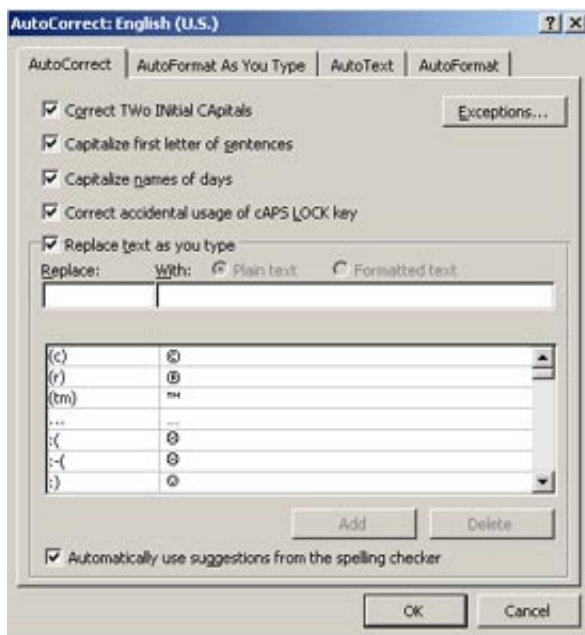 AutoCorrect: English (U.S.)
AutoCorrect AutoFormat As You Type AutoText AutoFormat
Correct TWo INitial CApitals Exceptions...
Capitalize first letter of sentences
Capitalize names of days
Correct accidental usage of cAPS LOCK key
Replace text as you type
Replace: With: Plain text Formatted text
(c) ©
(r) ®
(tm) ™
... ...
:( ☹
:-( ☹
:) ☺
Add Delete
Automatically use suggestions from the spelling checker
OK Cancel